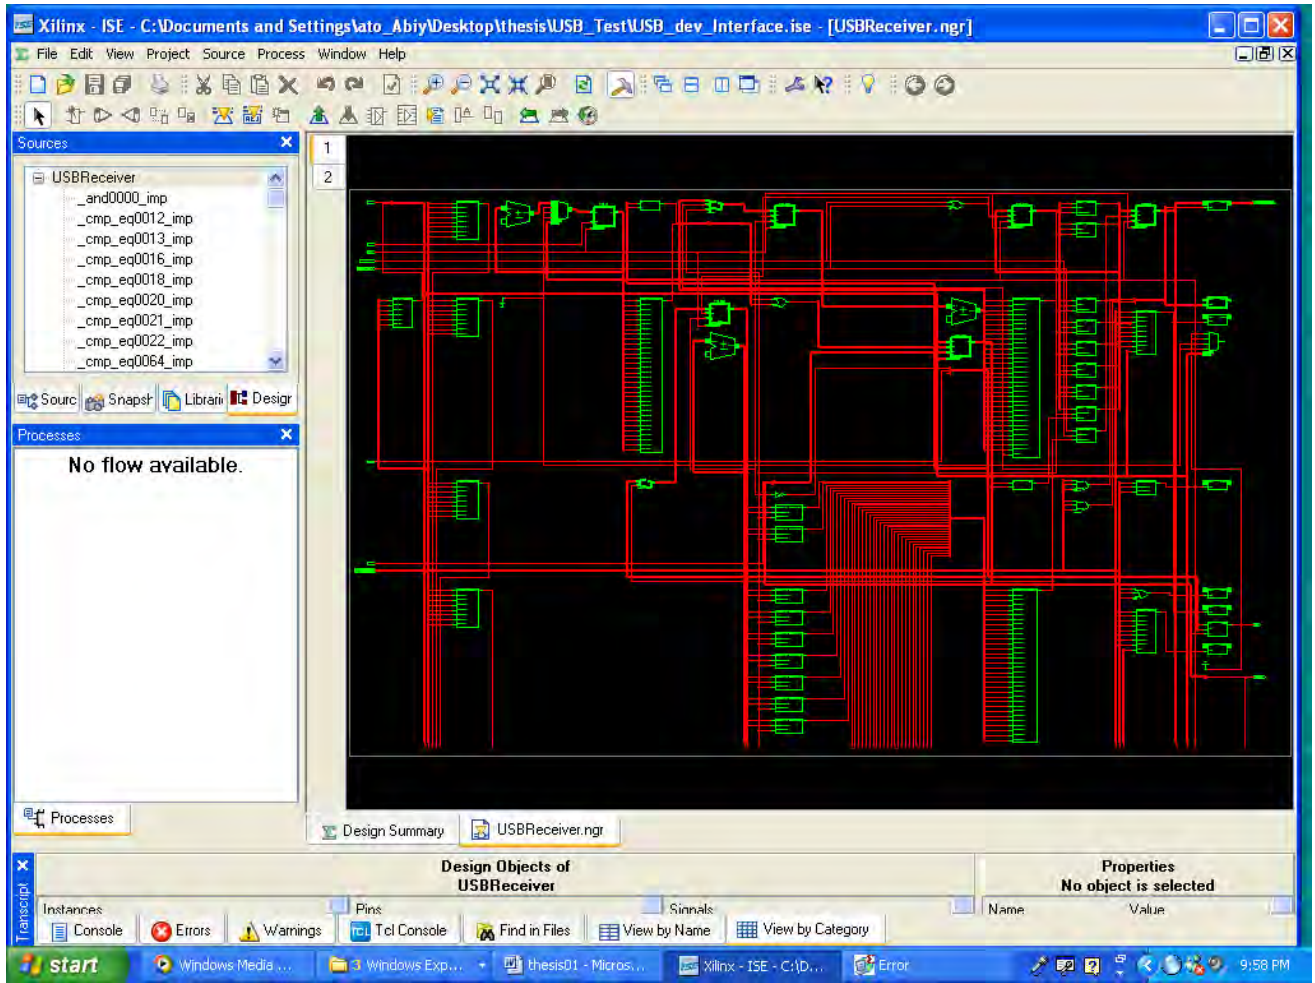 Xilinx - ISE - C:\Documents and Settings\ato_Abiy\Desktop\thesis\USB_Test\USB_dev_Interface.ise - [USBReceiver.ngr]
File Edit View Project Source Process Window Help
Sources
USBReceiver
_and0000_imp
_cmp_eq0012_imp
_cmp_eq0013_imp
_cmp_eq0016_imp
_cmp_eq0018_imp
_cmp_eq0020_imp
_cmp_eq0021_imp
_cmp_eq0022_imp
_cmp_eq0064_imp
Sourc Snapsh Librari Design
1
2
Processes
No flow available.
Processes
Design Summary USBReceiver.ngr
Transcript
Design Objects of
USBReceiver
Properties
No object is selected
Instances Pins Signals Name Value
Console Errors Warnings Tcl Console Find in Files View by Name View by Category
start Windows Media ... 3 Windows Exp... thesis01 - Micros... Xilinx - ISE - C:\D... Error 9:58 PM